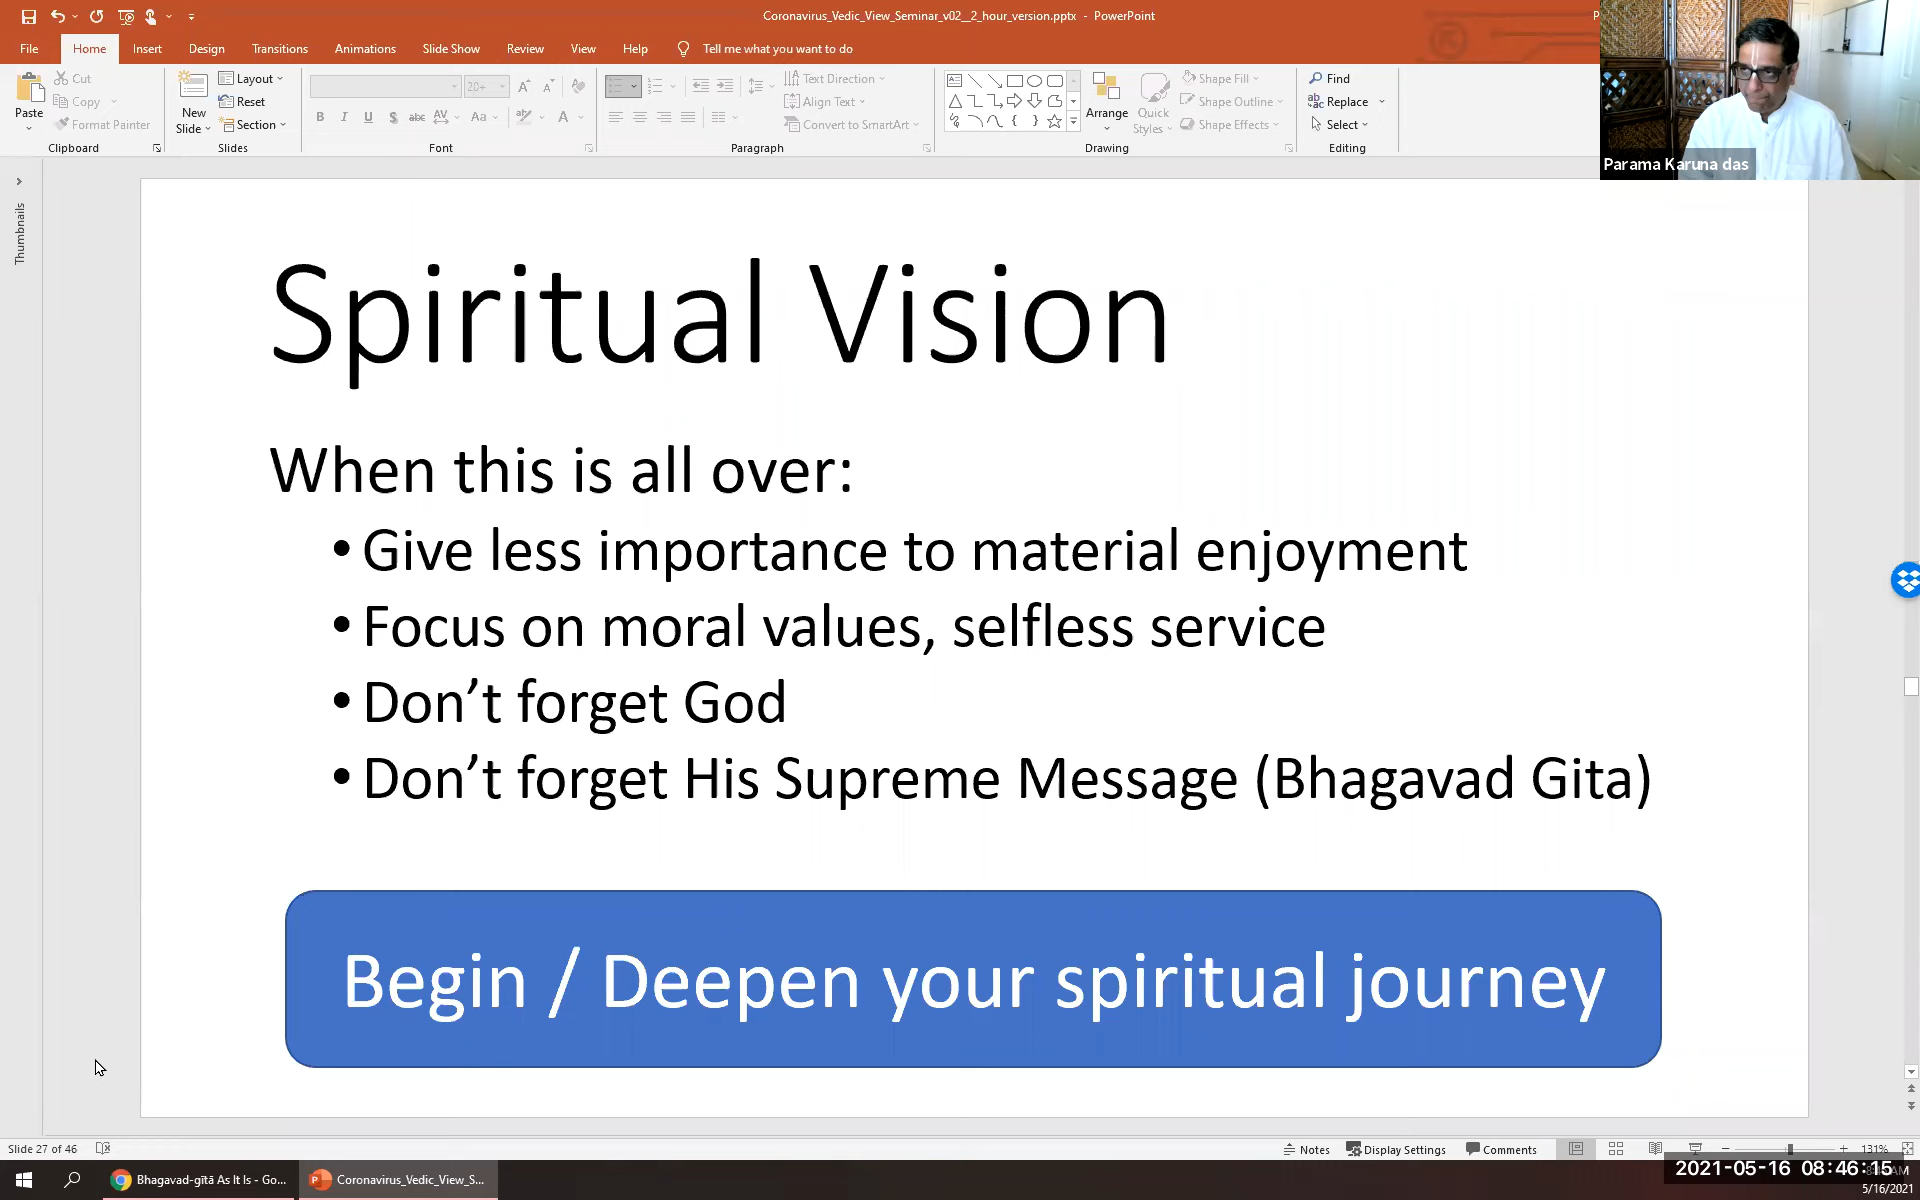 Coronavirus_Vedic_View_Seminar_v02__2_hour_version.pptx - PowerPoint
P
File Home Insert Design Transitions Animations Slide Show Review View Help Tell me what you want to do
Paste
Cut
Copy
Format Painter
Clipboard
New
Slide
Layout
Reset
Section
Slides
20+
Font
Text Direction
Align Text
Convert to SmartArt
Paragraph
Arrange
Quick
Styles
Shape Fill
Shape Outline
Shape Effects
Drawing
Find
Replace
Select
Editing
Parama Karuna das
Thumbnails
Spiritual Vision
When this is all over:
• Give less importance to material enjoyment
• Focus on moral values, selfless service
• Don’t forget God
• Don’t forget His Supreme Message (Bhagavad Gita)
Begin / Deepen your spiritual journey
Slide 27 of 46
Notes Display Settings Comments 131%
Bhagavad-gītā As It Is - Go...
Coronavirus_Vedic_View_S...
2021-05-16 08:46:15
5/16/2021